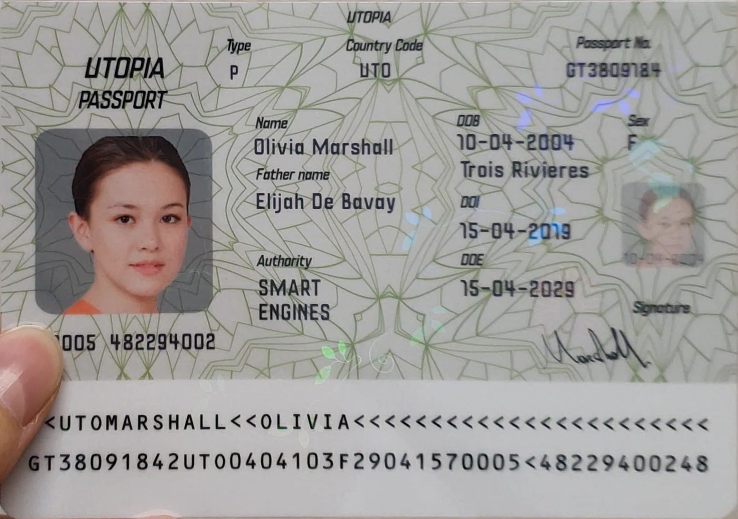 UTOPIA
UTOPIA
PASSPORT
Type
P
Country Code
UTO
Passport No.
GT3809184
Name
Olivia Marshall
Father name
Elijah De Bavay
Authority
SMART
ENGINES
DOB
10-04-2004
Trois Rivieres
DOI
15-04-2019
DOE
15-04-2029
Sex
F
10-04-2004
Signature
005 482294002
<UTOMARSHALL<<OLIVIA<<<<<<<<<<<<<<<<<<<<<<<<
GT38091842UTO0404103F29041570005<48229400248